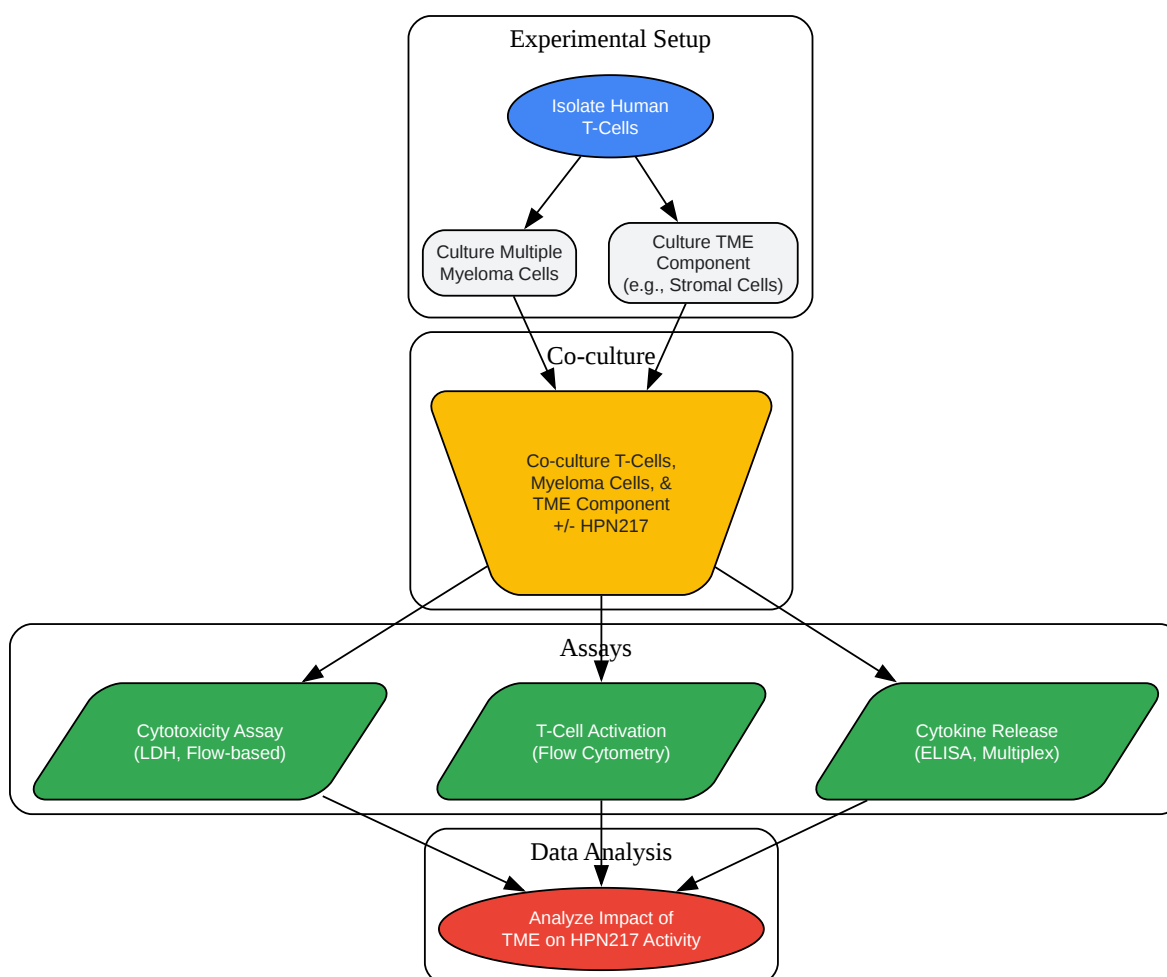 Experimental Setup
Isolate Human
T-Cells
Culture Multiple
Myeloma Cells
Culture TME
Component
(e.g., Stromal Cells)
Co-culture
Co-culture T-Cells,
Myeloma Cells, &
TME Component
+/- HPN217
Assays
Cytotoxicity Assay
(LDH, Flow-based)
T-Cell Activation
(Flow Cytometry)
Cytokine Release
(ELISA, Multiplex)
Data Analysis
Analyze Impact of
TME on HPN217 Activity